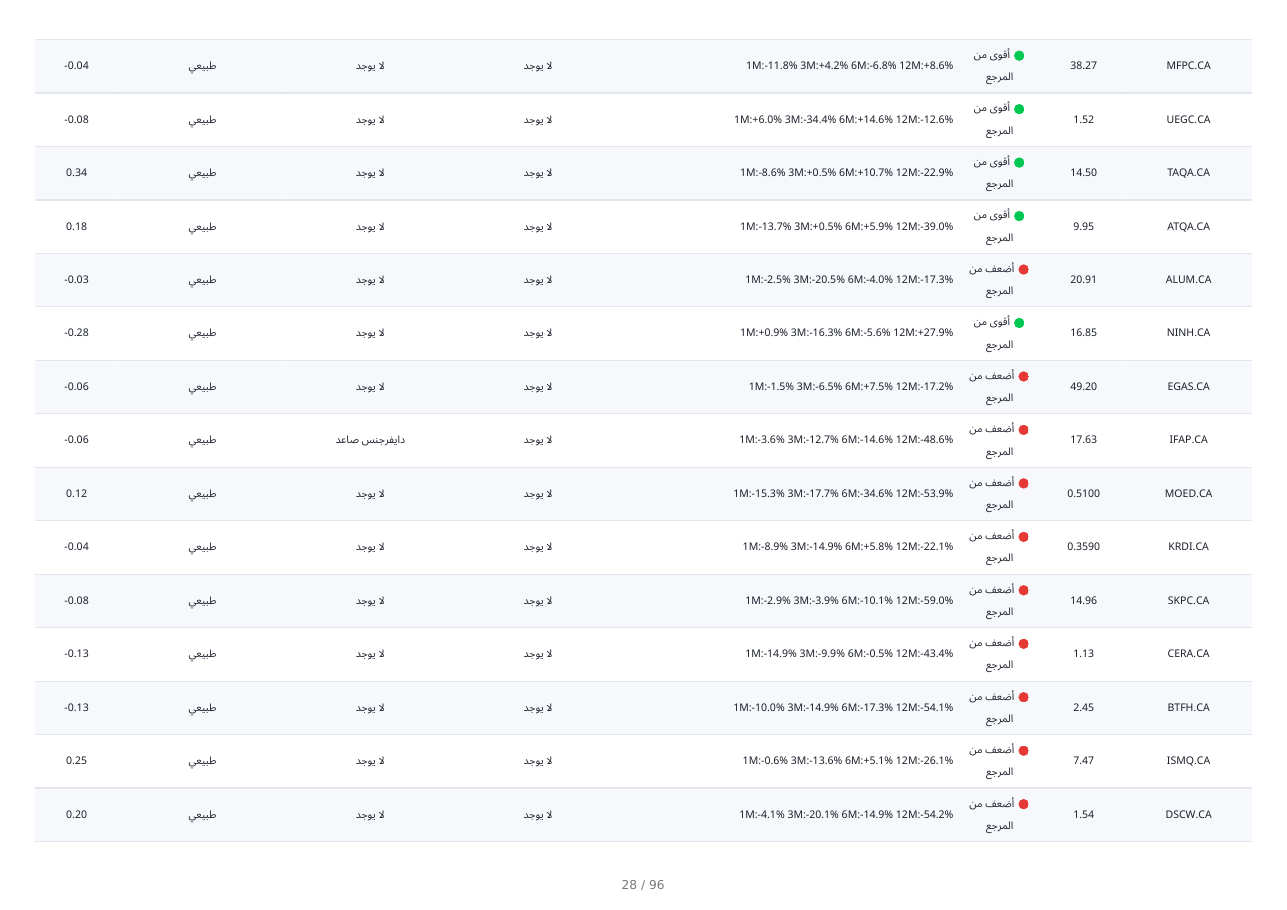 MFPC.CA 38.27 أقوى من المرجع 1M:-11.8% 3M:+4.2% 6M:-6.8% 12M:+8.6% لا يوجد لا يوجد طبيعي -0.04
UEGC.CA 1.52 أقوى من المرجع 1M:+6.0% 3M:-34.4% 6M:+14.6% 12M:-12.6% لا يوجد لا يوجد طبيعي -0.08
TAQA.CA 14.50 أقوى من المرجع 1M:-8.6% 3M:+0.5% 6M:+10.7% 12M:-22.9% لا يوجد لا يوجد طبيعي 0.34
ATQA.CA 9.95 أقوى من المرجع 1M:-13.7% 3M:+0.5% 6M:+5.9% 12M:-39.0% لا يوجد لا يوجد طبيعي 0.18
ALUM.CA 20.91 أضعف من المرجع 1M:-2.5% 3M:-20.5% 6M:-4.0% 12M:-17.3% لا يوجد لا يوجد طبيعي -0.03
NINH.CA 16.85 أقوى من المرجع 1M:+0.9% 3M:-16.3% 6M:-5.6% 12M:+27.9% لا يوجد لا يوجد طبيعي -0.28
EGAS.CA 49.20 أضعف من المرجع 1M:-1.5% 3M:-6.5% 6M:+7.5% 12M:-17.2% لا يوجد لا يوجد طبيعي -0.06
IFAP.CA 17.63 أضعف من المرجع 1M:-3.6% 3M:-12.7% 6M:-14.6% 12M:-48.6% لا يوجد دايفرجنس صاعد طبيعي -0.06
MOED.CA 0.5100 أضعف من المرجع 1M:-15.3% 3M:-17.7% 6M:-34.6% 12M:-53.9% لا يوجد لا يوجد طبيعي 0.12
KRDI.CA 0.3590 أضعف من المرجع 1M:-8.9% 3M:-14.9% 6M:+5.8% 12M:-22.1% لا يوجد لا يوجد طبيعي -0.04
SKPC.CA 14.96 أضعف من المرجع 1M:-2.9% 3M:-3.9% 6M:-10.1% 12M:-59.0% لا يوجد لا يوجد طبيعي -0.08
CERA.CA 1.13 أضعف من المرجع 1M:-14.9% 3M:-9.9% 6M:-0.5% 12M:-43.4% لا يوجد لا يوجد طبيعي -0.13
BTFH.CA 2.45 أضعف من المرجع 1M:-10.0% 3M:-14.9% 6M:-17.3% 12M:-54.1% لا يوجد لا يوجد طبيعي -0.13
ISMQ.CA 7.47 أضعف من المرجع 1M:-0.6% 3M:-13.6% 6M:+5.1% 12M:-26.1% لا يوجد لا يوجد طبيعي 0.25
DSCW.CA 1.54 أضعف من المرجع 1M:-4.1% 3M:-20.1% 6M:-14.9% 12M:-54.2% لا يوجد لا يوجد طبيعي 0.20
28 / 96